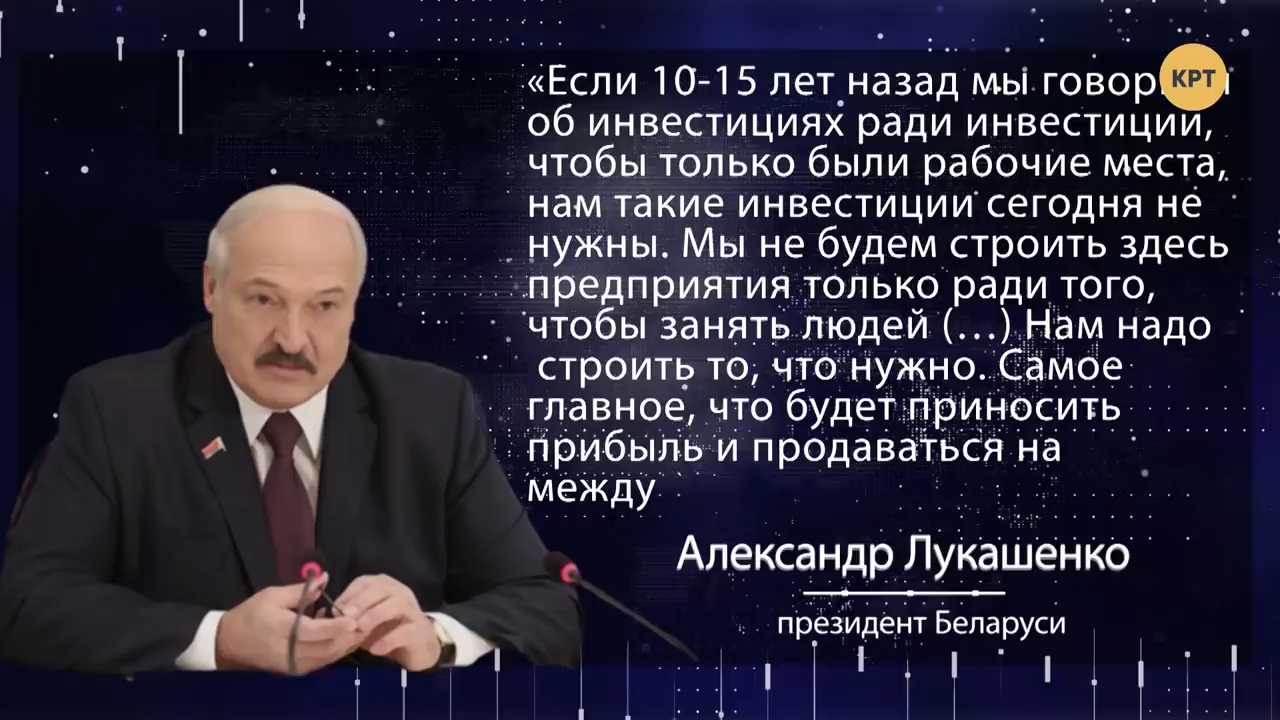 «Если 10-15 лет назад мы
КРТ
об инвестициях ради инвестиций,
чтобы только были рабочие места,
нам такие инвестиции сегодня не
нужны. Мы не будем строить здесь
предприятия только ради того,
чтобы занять людей (...) Нам надо
строить то, что нужно. Самое
главное, что будет приносить
прибыль и продаваться на
между
Александр Лукашенко
президент Беларуси